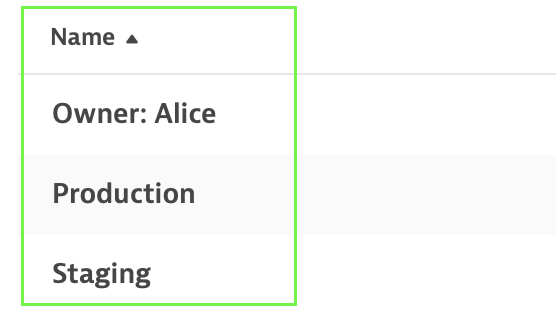 Name ▲
Owner: Alice
Production
Staging